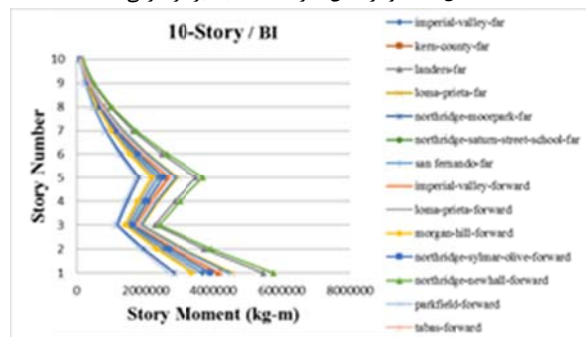 10-Story / BI
Story Number
10
9
8
7
6
5
4
3
2
1
0
2000000
4000000
6000000
8000000
Story Moment (kg-m)
imperial-valley-far
kern-county-far
landers-far
loma-prieta-far
northridge-moorpark-far
northridge-saturn-street-school-far
san fernando-far
imperial-valley-forward
loma-prieta-forward
morgan-hill-forward
northridge-sylmar-olive-forward
northridge-newhall-forward
parkfield-forward
tabas-forward